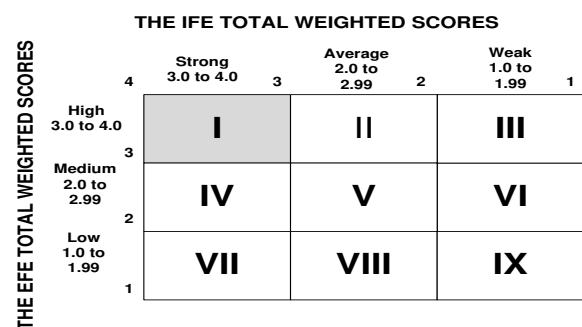 THE IFE TOTAL WEIGHTED SCORES
THE EFE TOTAL WEIGHTED SCORES
Strong
3.0 to 4.0
Average
2.0 to
2.99
Weak
1.0 to
1.99
4 3 2 1
High
3.0 to 4.0
I II III
3
Medium
2.0 to
2.99
IV V VI
2
Low
1.0 to
1.99
VII VIII IX
1